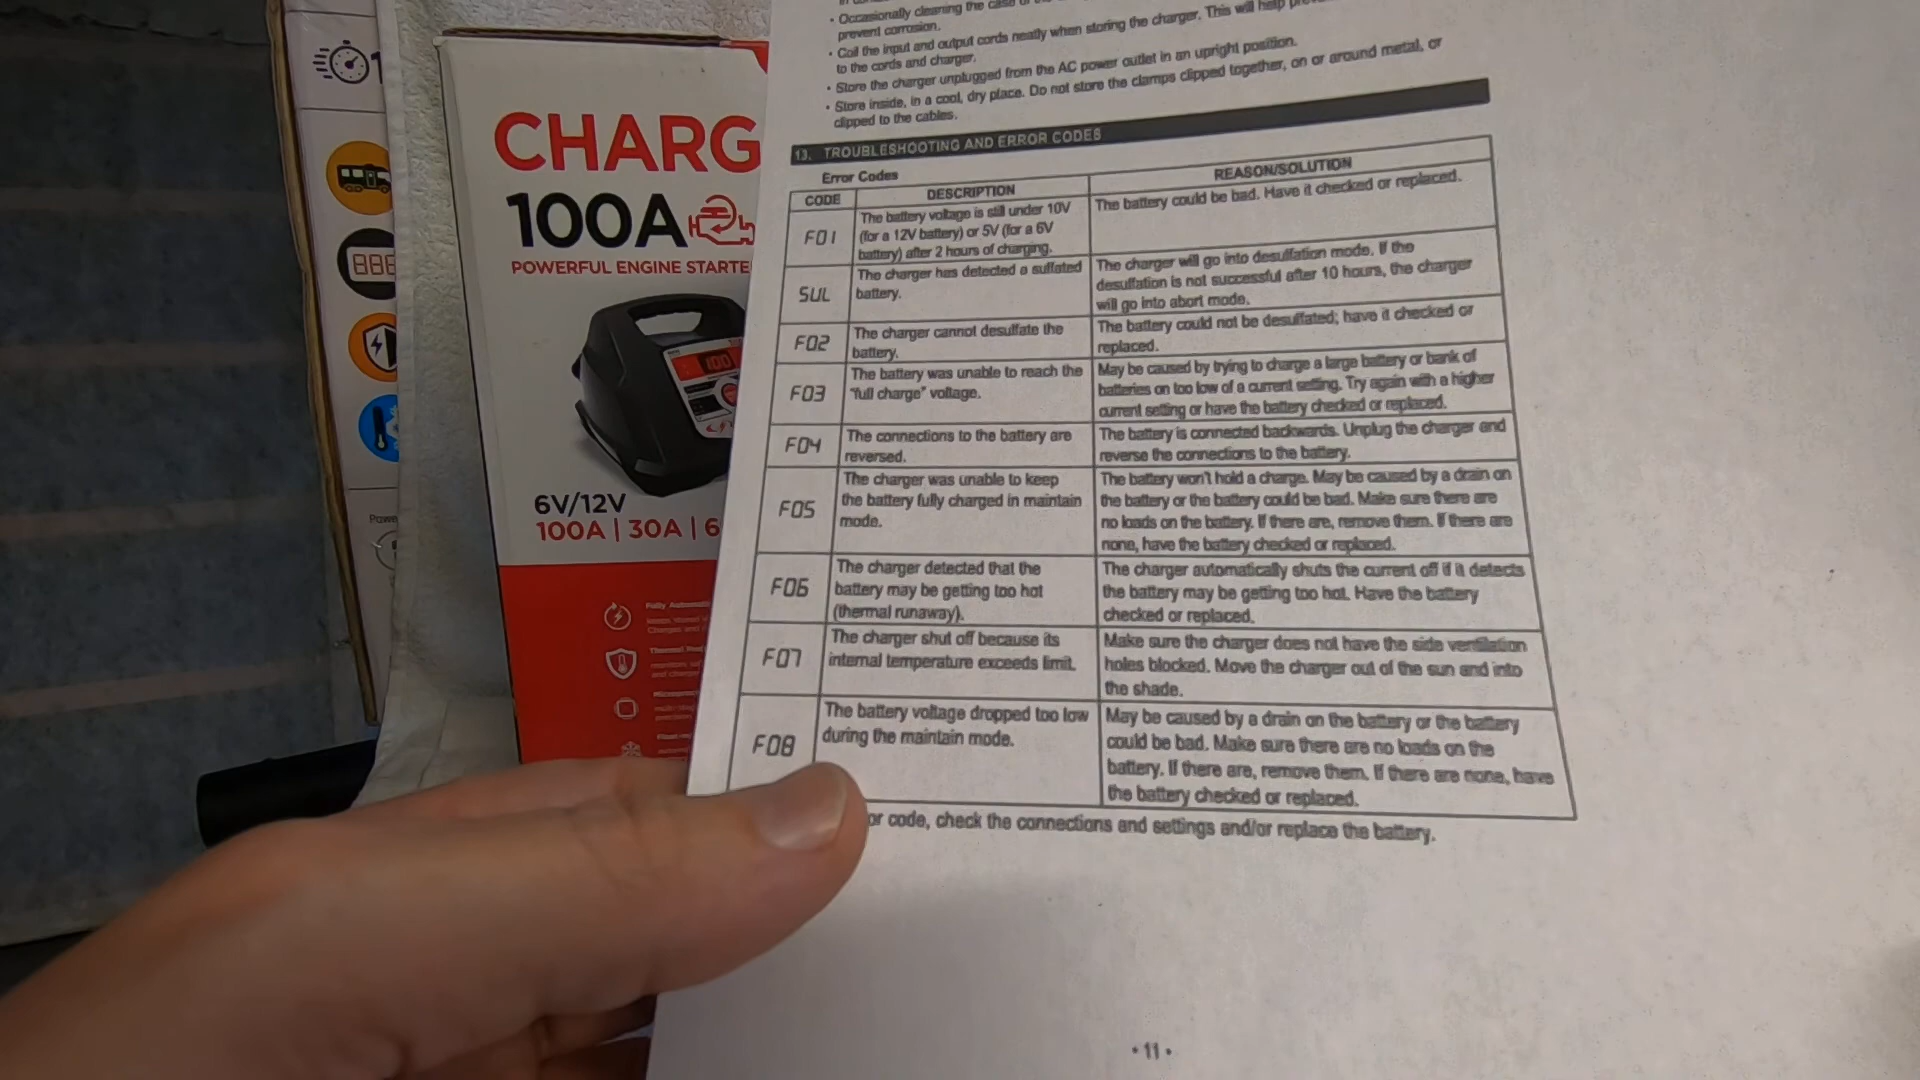 • Occasionally cleaning the case of the
prevent corrosion.
• Coil the input and output cords neatly when storing the charger. This will help
to the cords and charger.
• Store the charger unplugged from the AC power outlet in an upright position.
• Store inside, in a cool, dry place. Do not store the clamps clipped together, on or around metal, or
clipped to the cables.
13. TROUBLESHOOTING AND ERROR CODES
Error Codes
CODE DESCRIPTION REASON/SOLUTION
F01
The battery voltage is still under 10V
(for a 12V battery) or 5V (for a 6V
battery) after 2 hours of charging.
The battery could be bad. Have it checked or replaced.
SUL
The charger has detected a sulfated
battery.
The charger will go into desulfation mode. If the
desulfation is not successful after 10 hours, the charger
will go into abort mode.
F02
The charger cannot desulfate the
battery.
The battery could not be desulfated; have it checked or
replaced.
F03
The battery was unable to reach the
"full charge" voltage.
May be caused by trying to charge a large battery or bank of
batteries on too low of a current setting. Try again with a higher
current setting or have the battery checked or replaced.
F04
The connections to the battery are
reversed.
The battery is connected backwards. Unplug the charger and
reverse the connections to the battery.
F05
The charger was unable to keep
the battery fully charged in maintain
mode.
The battery won't hold a charge. May be caused by a drain on
the battery or the battery could be bad. Make sure there are
no loads on the battery. If there are, remove them. If there are
none, have the battery checked or replaced.
F06
The charger detected that the
battery may be getting too hot
(thermal runaway).
The charger automatically shuts the current off if it detects
the battery may be getting too hot. Have the battery
checked or replaced.
F07
The charger shut off because its
internal temperature exceeds limit.
Make sure the charger does not have the side ventilation
holes blocked. Move the charger out of the sun and into
the shade.
F08
The battery voltage dropped too low
during the maintain mode.
May be caused by a drain on the battery or the battery
could be bad. Make sure there are no loads on the
battery. If there are, remove them. If there are none, have
the battery checked or replaced.
or code, check the connections and settings and/or replace the battery.
• 11 •
CHARG
100A
POWERFUL ENGINE STARTE
100
6V/12V
100A | 30A | 6
Fully Automat
1
888
Powe